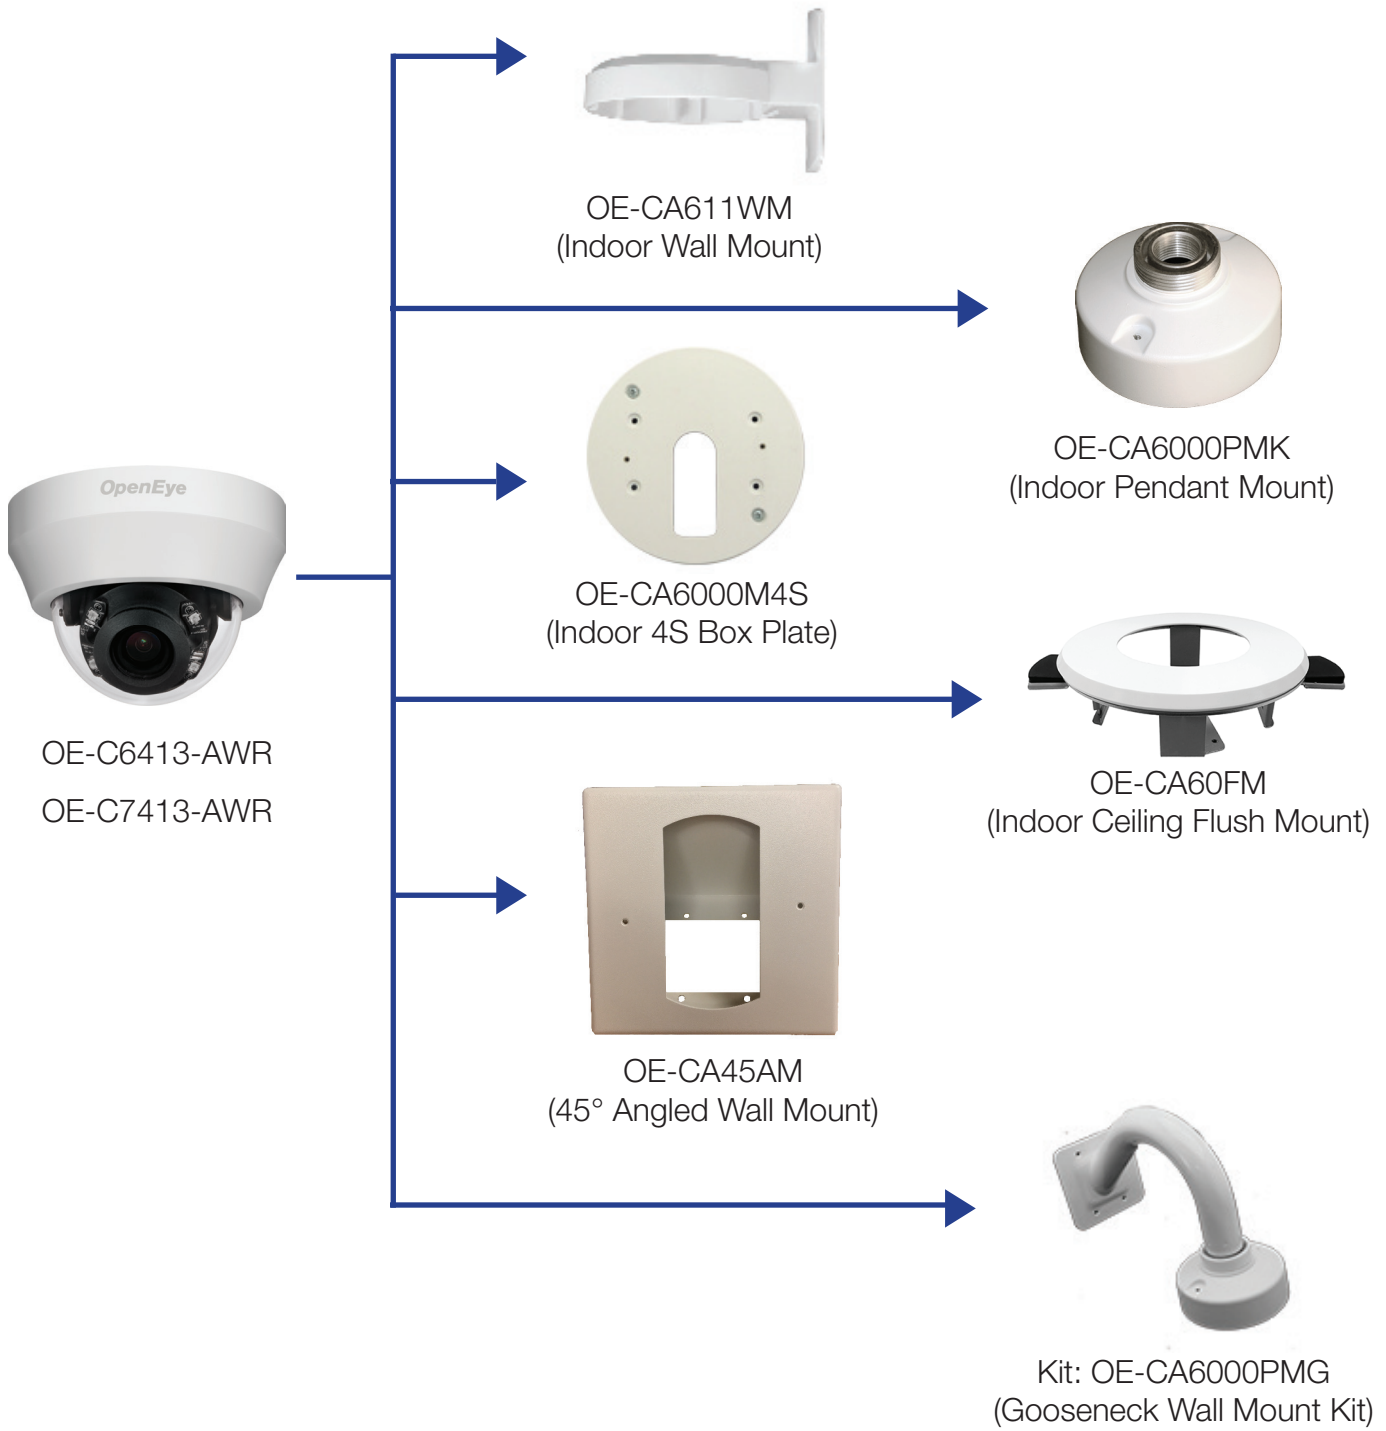 OE-CA611WM
(Indoor Wall Mount)
OE-CA6000PMK
(Indoor Pendant Mount)
OpenEye
OE-C6413-AWR
OE-C7413-AWR
OE-CA6000M4S
(Indoor 4S Box Plate)
OE-CA60FM
(Indoor Ceiling Flush Mount)
OE-CA45AM
(45° Angled Wall Mount)
Kit: OE-CA6000PMG
(Gooseneck Wall Mount Kit)